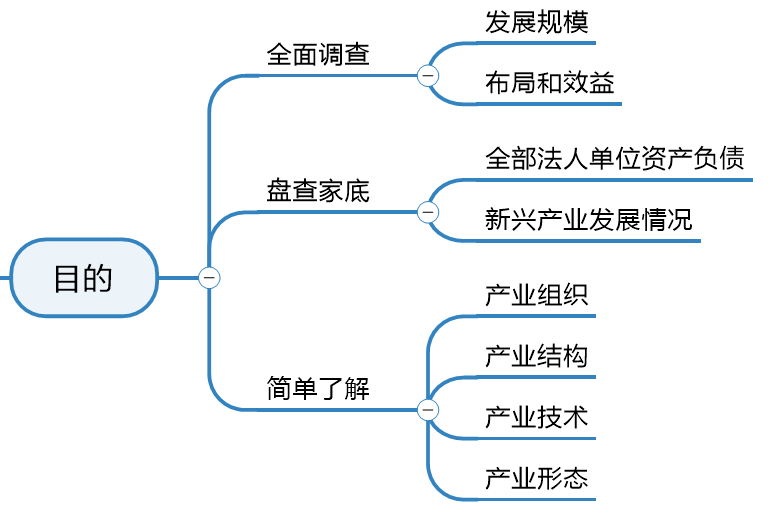 目的
全面调查
发展规模
布局和效益
盘查家底
全部法人单位资产负债
新兴产业发展情况
简单了解
产业组织
产业结构
产业技术
产业形态